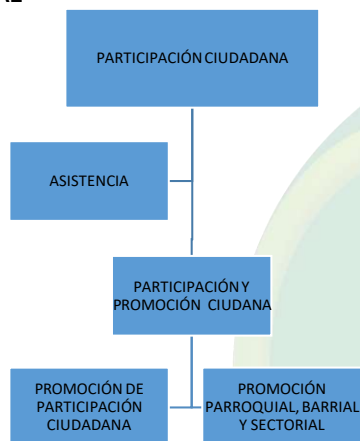 PARTICIPACIÓN CIUDADANA
ASISTENCIA
PARTICIPACIÓN Y
PROMOCIÓN CIUDANA
PROMOCIÓN DE
PARTICIPACIÓN
CIUDADANA
PROMOCIÓN
PARROQUIAL, BARRIAL
Y SECTORIAL